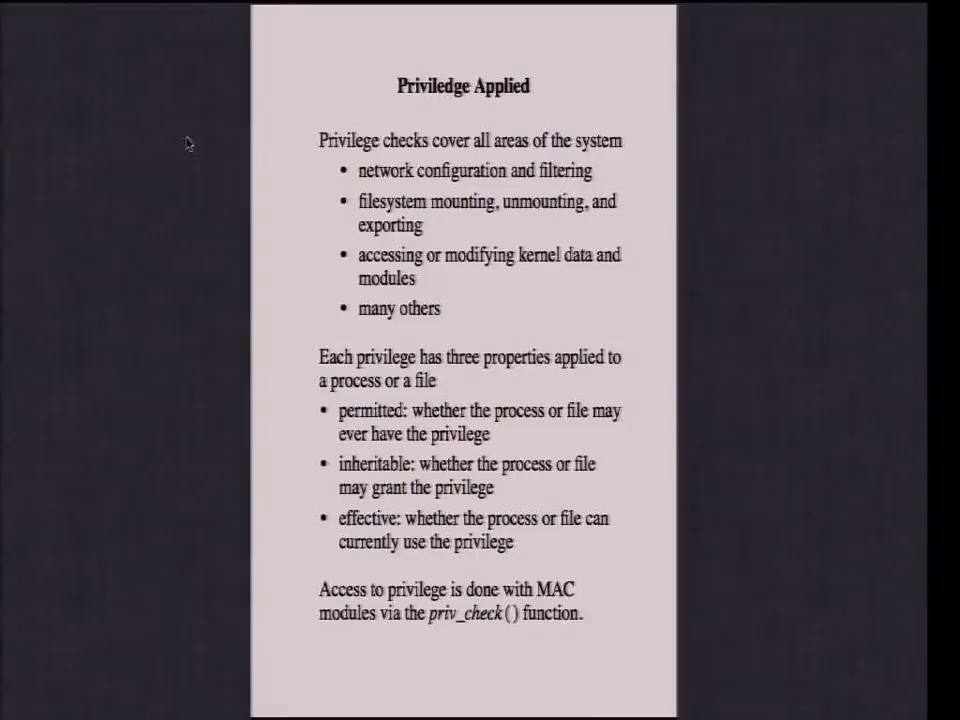 Priviledge Applied
Privilege checks cover all areas of the system
• network configuration and filtering
• filesystem mounting, unmounting, and
exporting
• accessing or modifying kernel data and
modules
• many others
Each privilege has three properties applied to
a process or a file
• permitted: whether the process or file may
ever have the privilege
• inheritable: whether the process or file
may grant the privilege
• effective: whether the process or file can
currently use the privilege
Access to privilege is done with MAC
modules via the priv_check() function.